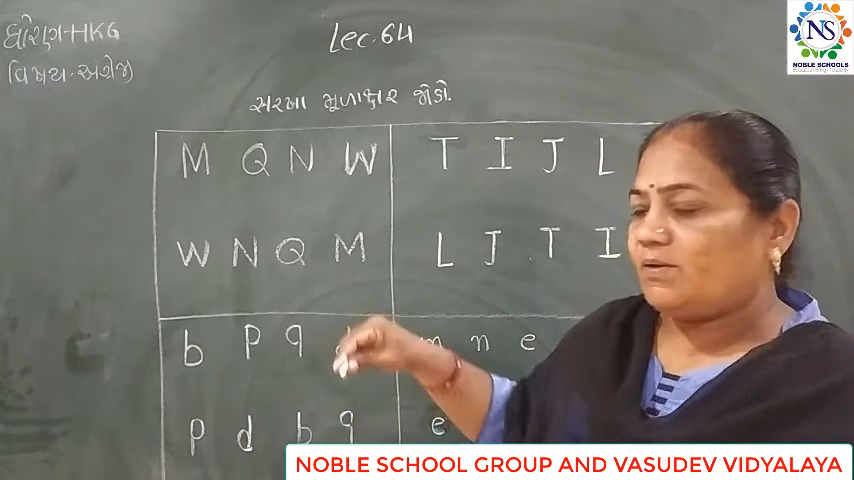 ધોરણ-HKG
Lec.64
વિષય-અંગ્રેજી
સરખા મૂળાક્ષર જોડો.
M Q N W
T I J L
W N Q M
L J T I
b p q
m n e
p d b q
e
NS
NOBLE SCHOOLS
NOBLE SCHOOL GROUP AND VASUDEV VIDYALAYA